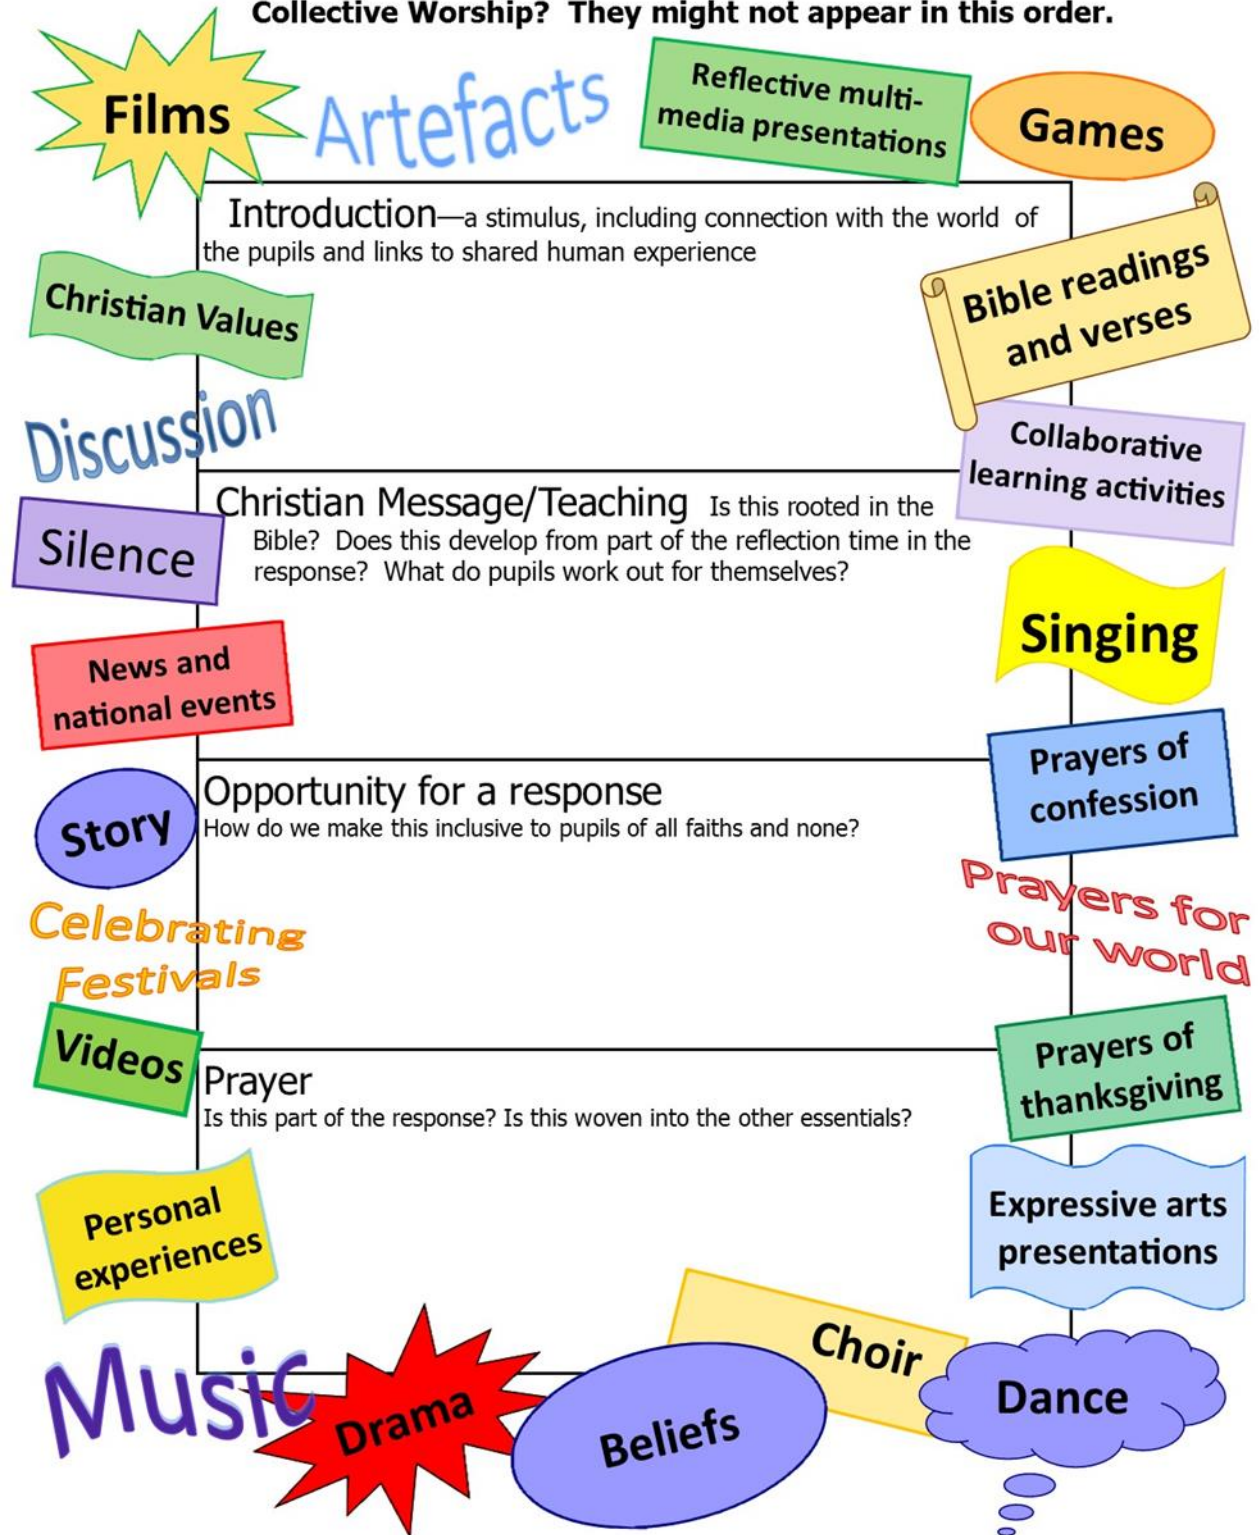 Collective Worship?  They might not appear in this order.
Films
Artefacts
Reflective multi-
media presentations
Games
Introduction—a stimulus, including connection with the world of
the pupils and links to shared human experience
Christian Values
Bible readings
and verses
Discussion
Collaborative
learning activities
Christian Message/Teaching Is this rooted in the
Bible? Does this develop from part of the reflection time in the
response? What do pupils work out for themselves?
Silence
Singing
News and
national events
Prayers of
confession
Opportunity for a response
How do we make this inclusive to pupils of all faiths and none?
Story
Prayers for
our world
Celebrating
Festivals
Videos
Prayers of
thanksgiving
Prayer
Is this part of the response? Is this woven into the other essentials?
Personal
experiences
Expressive arts
presentations
Music
Drama
Beliefs
Choir
Dance